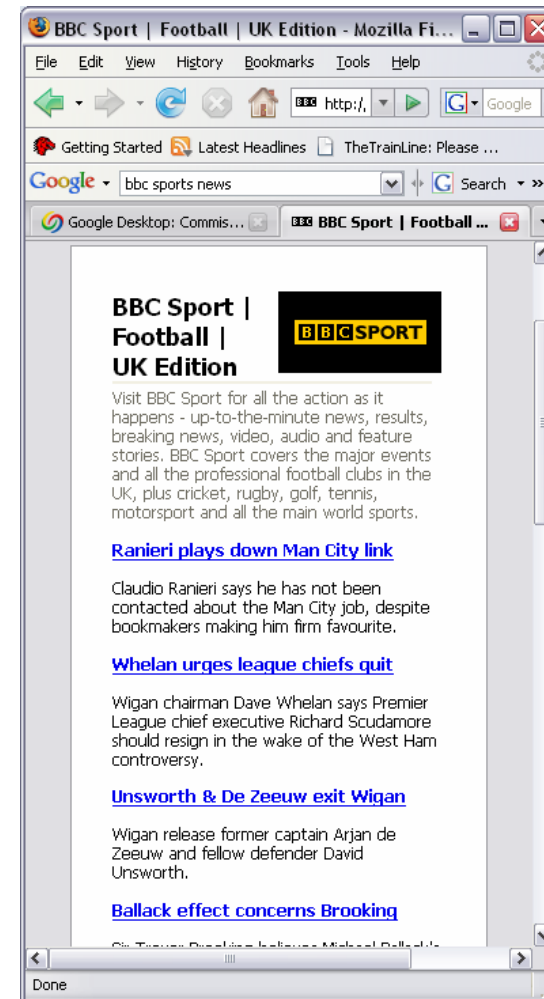 BBC Sport | Football | UK Edition - Mozilla Fi...
File Edit View History Bookmarks Tools Help
BBC http:/, G Google
Getting Started Latest Headlines TheTrainLine: Please ...
Google bbc sports news G Search »
Google Desktop: Commis... BBC BBC Sport | Football ...
BBC Sport |
Football |
UK Edition
BBC SPORT
Visit BBC Sport for all the action as it
happens - up-to-the-minute news, results,
breaking news, video, audio and feature
stories. BBC Sport covers the major events
and all the professional football clubs in the
UK, plus cricket, rugby, golf, tennis,
motorsport and all the main world sports.
Ranieri plays down Man City link
Claudio Ranieri says he has not been
contacted about the Man City job, despite
bookmakers making him firm favourite.
Whelan urges league chiefs quit
Wigan chairman Dave Whelan says Premier
League chief executive Richard Scudamore
should resign in the wake of the West Ham
controversy.
Unsworth & De Zeeuw exit Wigan
Wigan release former captain Arjan de
Zeeuw and fellow defender David
Unsworth.
Ballack effect concerns Brooking
Sir Trevor Brooking believes Michael Ballack's
Done